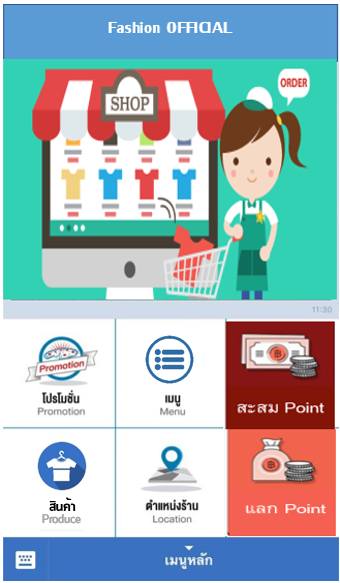 Fashion OFFICIAL
ORDER
SHOP
11:30
Promotion
โปรโมชั่น
Promotion
เมนู
Menu
สะสม Point
สินค้า
Produce
ตำแหน่งร้าน
Location
แลก Point
เมนูหลัก